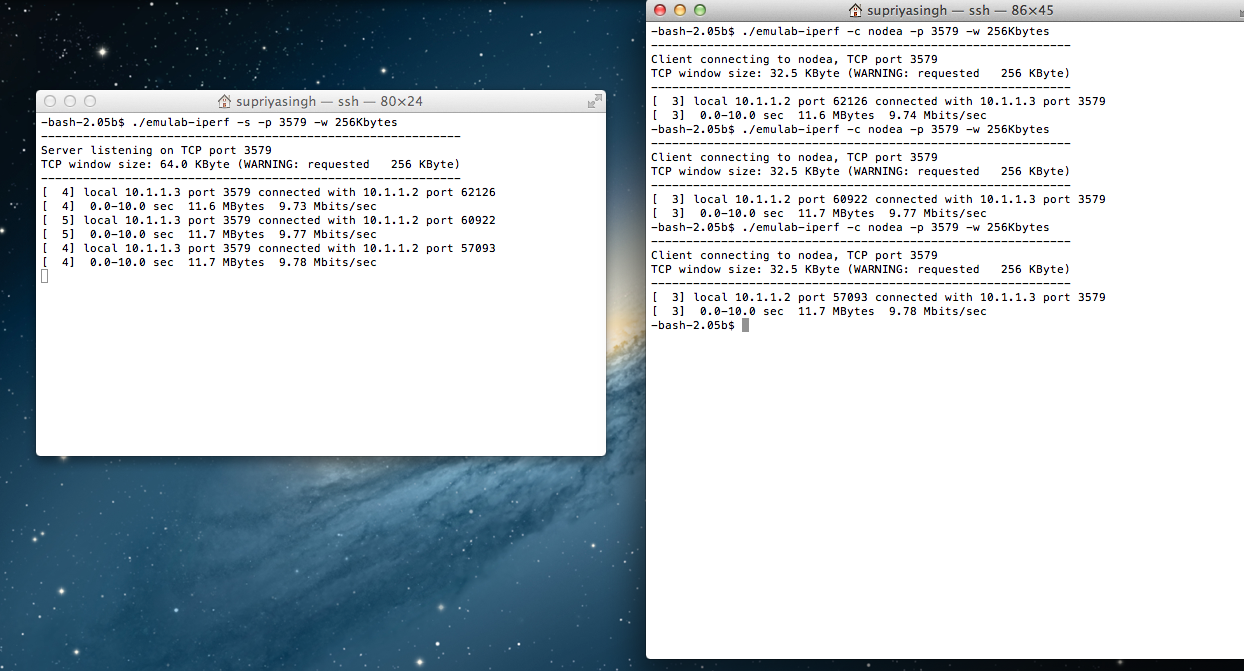 supriyasingh — ssh — 80×24
-bash-2.05b$ ./emulab-iperf -s -p 3579 -w 256Kbytes
------------------------------------------------------------
Server listening on TCP port 3579
TCP window size: 64.0 KByte (WARNING: requested   256 KByte)
------------------------------------------------------------
[  4] local 10.1.1.3 port 3579 connected with 10.1.1.2 port 62126
[  4]  0.0-10.0 sec  11.6 MBytes  9.73 Mbits/sec
[  5] local 10.1.1.3 port 3579 connected with 10.1.1.2 port 60922
[  5]  0.0-10.0 sec  11.7 MBytes  9.77 Mbits/sec
[  4] local 10.1.1.3 port 3579 connected with 10.1.1.2 port 57093
[  4]  0.0-10.0 sec  11.7 MBytes  9.78 Mbits/sec
supriyasingh — ssh — 86×45
-bash-2.05b$ ./emulab-iperf -c nodea -p 3579 -w 256Kbytes
------------------------------------------------------------
Client connecting to nodea, TCP port 3579
TCP window size: 32.5 KByte (WARNING: requested   256 KByte)
------------------------------------------------------------
[  3] local 10.1.1.2 port 62126 connected with 10.1.1.3 port 3579
[  3]  0.0-10.0 sec  11.6 MBytes  9.74 Mbits/sec
-bash-2.05b$ ./emulab-iperf -c nodea -p 3579 -w 256Kbytes
------------------------------------------------------------
Client connecting to nodea, TCP port 3579
TCP window size: 32.5 KByte (WARNING: requested   256 KByte)
------------------------------------------------------------
[  3] local 10.1.1.2 port 60922 connected with 10.1.1.3 port 3579
[  3]  0.0-10.0 sec  11.7 MBytes  9.77 Mbits/sec
-bash-2.05b$ ./emulab-iperf -c nodea -p 3579 -w 256Kbytes
------------------------------------------------------------
Client connecting to nodea, TCP port 3579
TCP window size: 32.5 KByte (WARNING: requested   256 KByte)
------------------------------------------------------------
[  3] local 10.1.1.2 port 57093 connected with 10.1.1.3 port 3579
[  3]  0.0-10.0 sec  11.7 MBytes  9.78 Mbits/sec
-bash-2.05b$